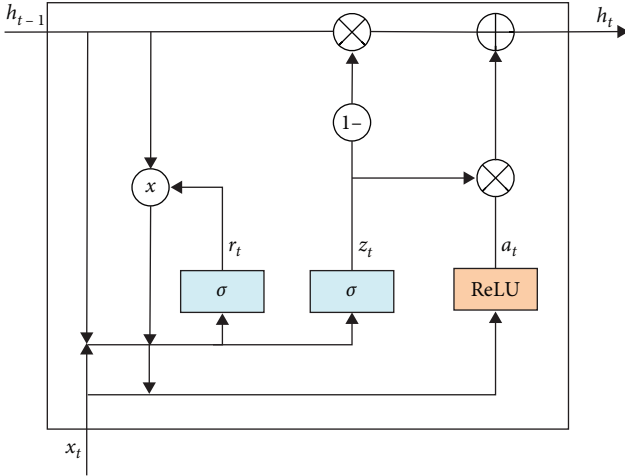 h_{t-1}
h_t
1–
x
r_t
z_t
a_t
σ
σ
ReLU
x_t